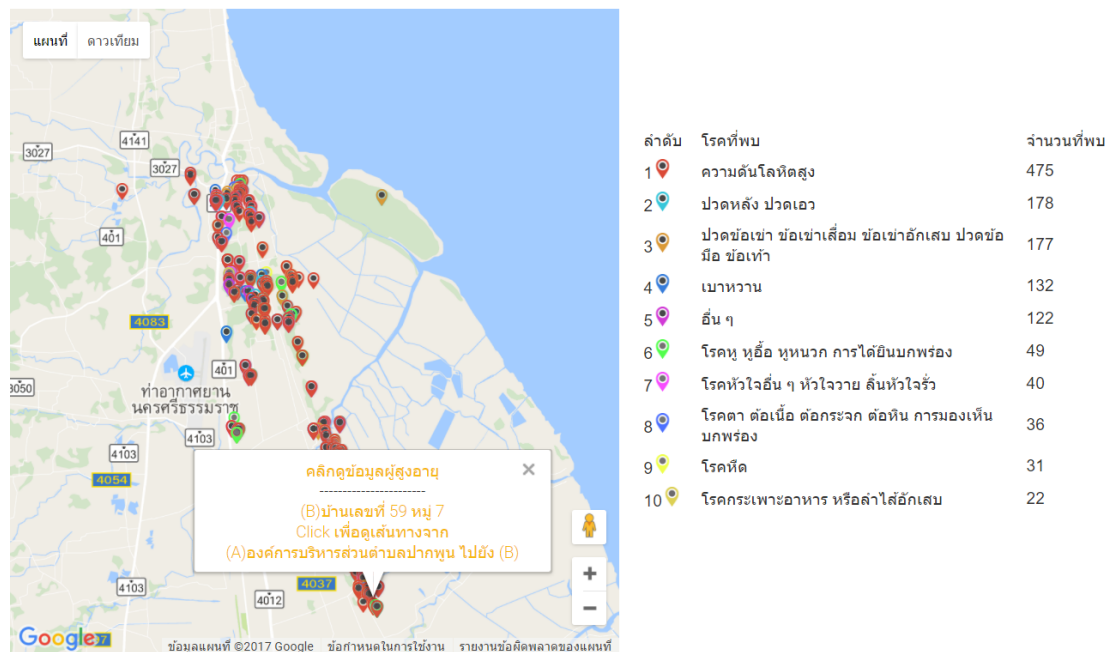 แผนที่ ดาวเทียม
4141
3027
3027
401
4083
401
3050
ท่าอากาศยาน
นครศรีธรรมราช
4103
4103
4054
คลิกดูข้อมูลผู้สูงอายุ
-----------------------
(B)บ้านเลขที่ 59 หมู่ 7
Click เพื่อดูเส้นทางจาก
(A)องค์การบริหารส่วนตำบลปากพูน ไปยัง (B)
4103
4037
4012
Google
ข้อมูลแผนที่ ©2017 Google ข้อกำหนดในการใช้งาน รายงานข้อผิดพลาดของแผนที่
ลำดับ โรคที่พบ จำนวนที่พบ
1 ความดันโลหิตสูง 475
2 ปวดหลัง ปวดเอว 178
3 ปวดข้อเข่า ข้อเข่าเสื่อม ข้อเข่าอักเสบ ปวดข้อ
มือ ข้อเท้า 177
4 เบาหวาน 132
5 อื่น ๆ 122
6 โรคหู หูอื้อ หูหนวก การได้ยินบกพร่อง 49
7 โรคหัวใจอื่น ๆ หัวใจวาย ลิ้นหัวใจรั่ว 40
8 โรคตา ต้อเนื้อ ต้อกระจก ต้อหิน การมองเห็น
บกพร่อง 36
9 โรคหืด 31
10 โรคกระเพาะอาหาร หรือลำไส้อักเสบ 22